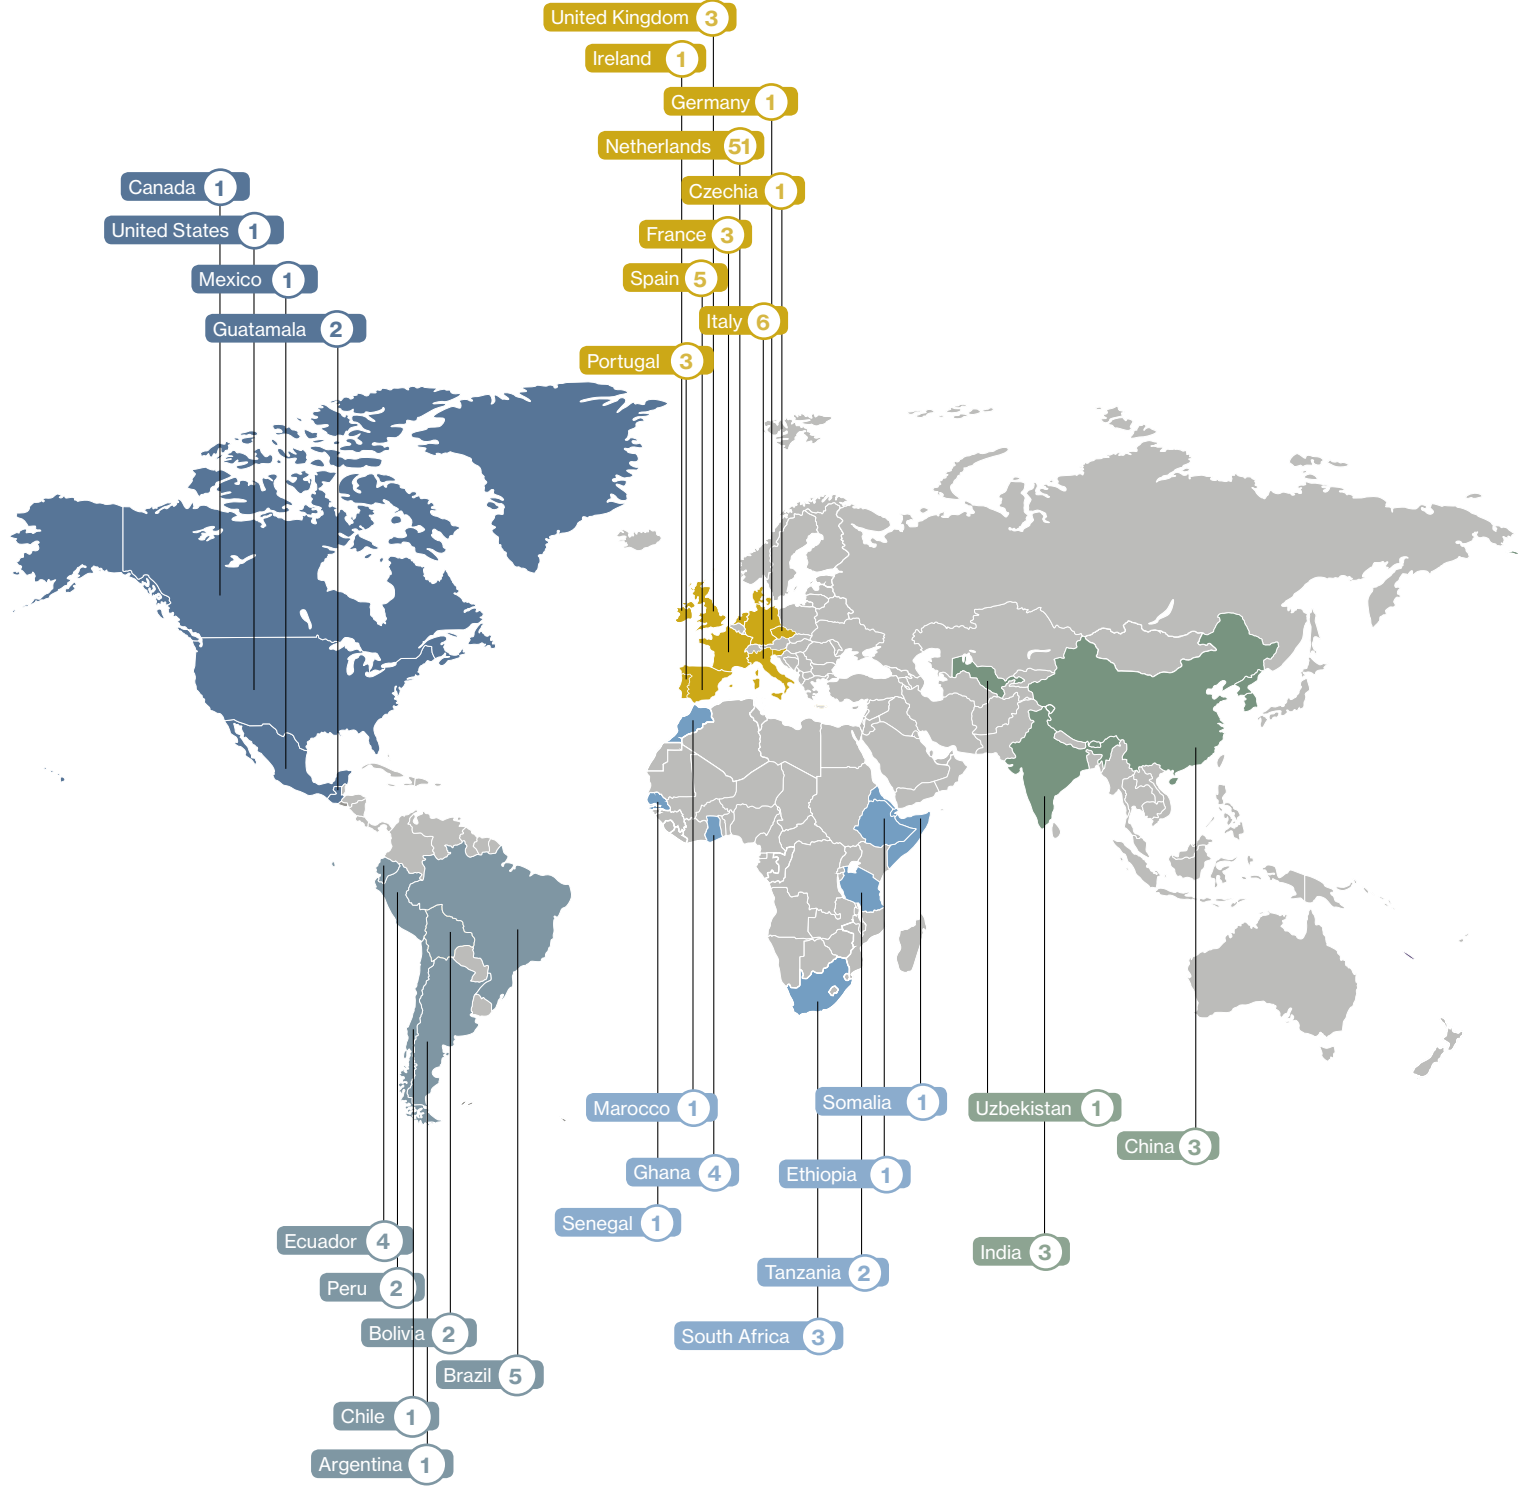 United Kingdom 3
Ireland 1
Germany 1
Netherlands 51
Czechia 1
France 3
Spain 5
Italy 6
Portugal 3
Canada 1
United States 1
Mexico 1
Guatamala 2
Marocco 1
Ghana 4
Senegal 1
Somalia 1
Ethiopia 1
Tanzania 2
South Africa 3
Uzbekistan 1
China 3
India 3
Ecuador 4
Peru 2
Bolivia 2
Brazil 5
Chile 1
Argentina 1